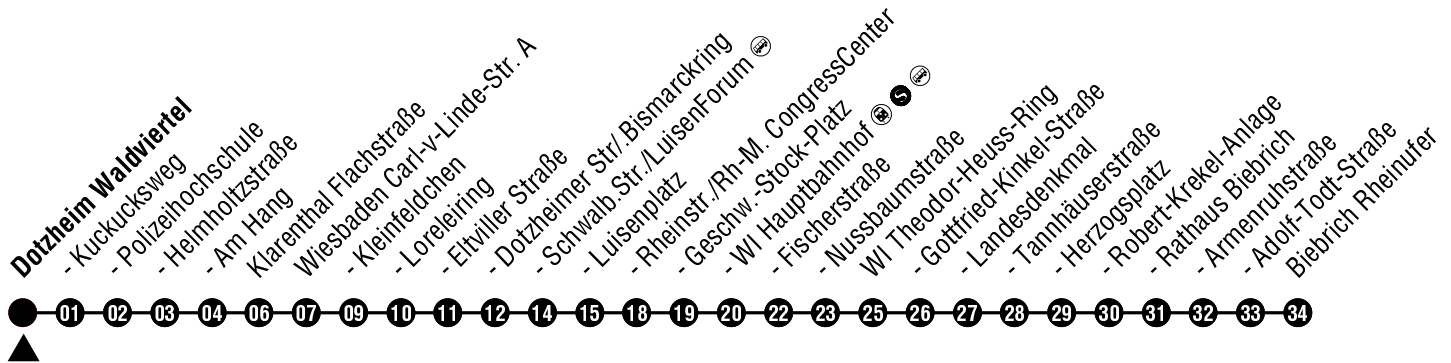 Dotzheim Waldviertel
- Kuckucksweg
- Polizeihochschule
- Helmholtzstraße
- Am Hang
Klarenthal Flachstraße
Wiesbaden Carl-v-Linde-Str. A
- Kleinfeldchen
- Loreleiring
- Eltviller Straße
- Dotzheimer Str/. Bismarckring
- Schwalb.Str./LuisenForum
- Luisenplatz
- Rheinstr./Rh-M. CongressCenter
- Geschw.-Stock-Platz
- WI Hauptbahnhof S
- Fischerstraße
- Nussbaumstraße
WI Theodor-Heuss-Ring
- Gottfried-Kinkel-Straße
- Landesdenkmal
- Tannhäuserstraße
- Herzogsplatz
- Robert-Krekel-Anlage
- Rathaus Biebrich
- Armenruhstraße
- Adolf-Todt-Straße
Biebrich Rheinufer
01 02 03 04 06 07 09 10 11 12 14 15 18 19 20 22 23 25 26 27 28 29 30 31 32 33 34